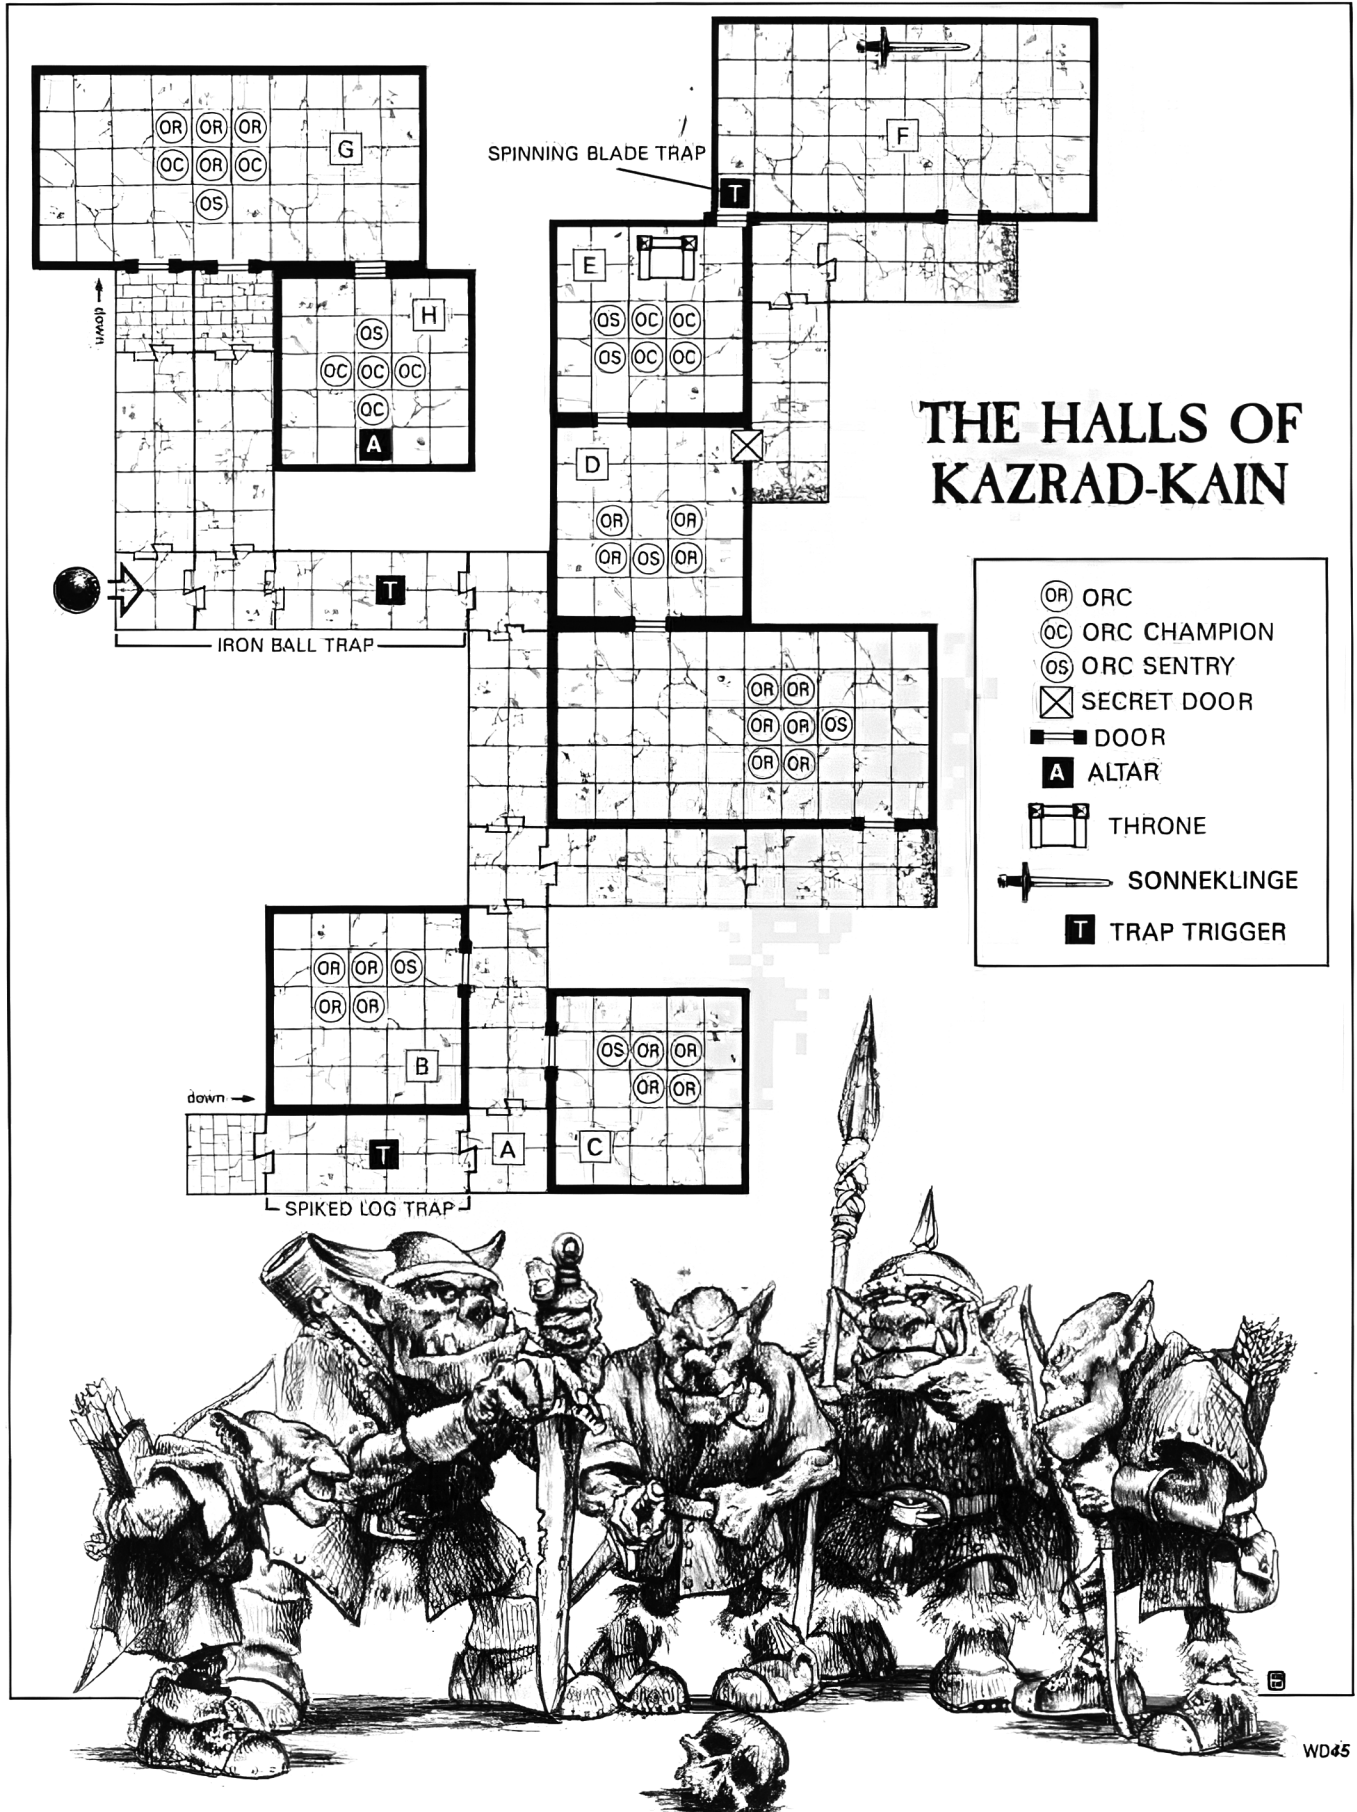 SPINNING BLADE TRAP
T
F
OR OR OR
OC OR OC
OS
G
down
E
OS OC OC
OS OC OC
H
OS
OC OC OC
OC
A
D
OR OR
OR OS OR
THE HALLS OF
KAZRAD-KAIN
T
IRON BALL TRAP
OR OR
OR OR OS
OR OR
OR ORC
OC ORC CHAMPION
OS ORC SENTRY
SECRET DOOR
DOOR
A ALTAR
THRONE
SONNEKLINGE
T TRAP TRIGGER
OR OR OS
OR OR
B
OS OR OR
OR OR
C
down
T
A
SPIKED LOG TRAP
WD45